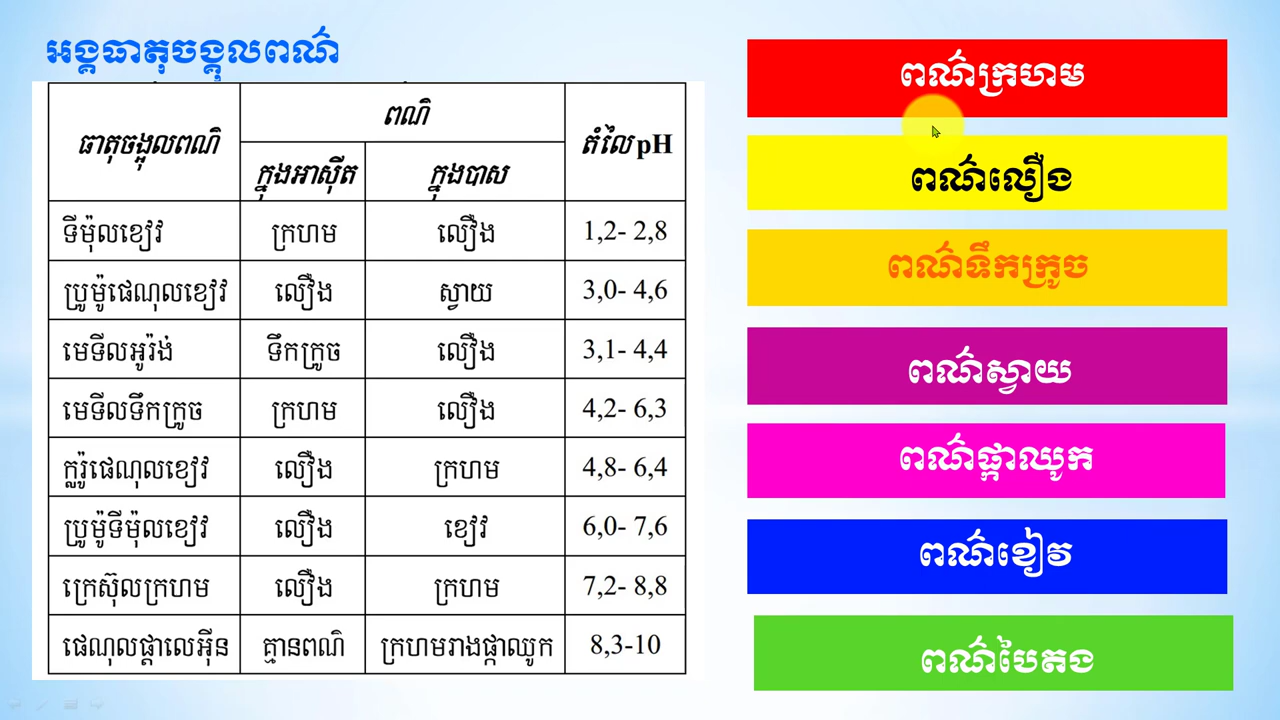 អង្គធាតុចង្គុលពណ៌
ធាតុចង្អុលពណិ ពណិ តំលៃ pH
ក្នុងអាស៊ីត ក្នុងបាស
ទីម៉ុលខៀវ ក្រហម លឿង 1,2- 2,8
ប្រូម៉ូផេណុលខៀវ លឿង ស្វាយ 3,0- 4,6
មេទីលអូរ៉ង់ ទឹកក្រូច លឿង 3,1- 4,4
មេទីលទឹកក្រូច ក្រហម លឿង 4,2- 6,3
ក្លរ៉ូផេណុលខៀវ លឿង ក្រហម 4,8- 6,4
ប្រូម៉ូទីម៉ុលខៀវ លឿង ខៀវ 6,0- 7,6
ក្រេស៊ុលក្រហម លឿង ក្រហម 7,2- 8,8
ផេណុលផ្តាលេអ៊ីន គ្មានពណិ ក្រហមរាងផ្កាឈូក 8,3-10
ពណ៌ក្រហម
ពណ៌លឿង
ពណ៌ទឹកក្រូច
ពណ៌ស្វាយ
ពណ៌ផ្កាឈូក
ពណ៌ខៀវ
ពណ៌បៃតង